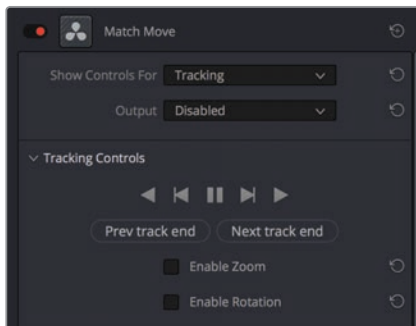 Match Move
Show Controls For Tracking
Output Disabled
Tracking Controls
Prev track end Next track end
Enable Zoom
Enable Rotation